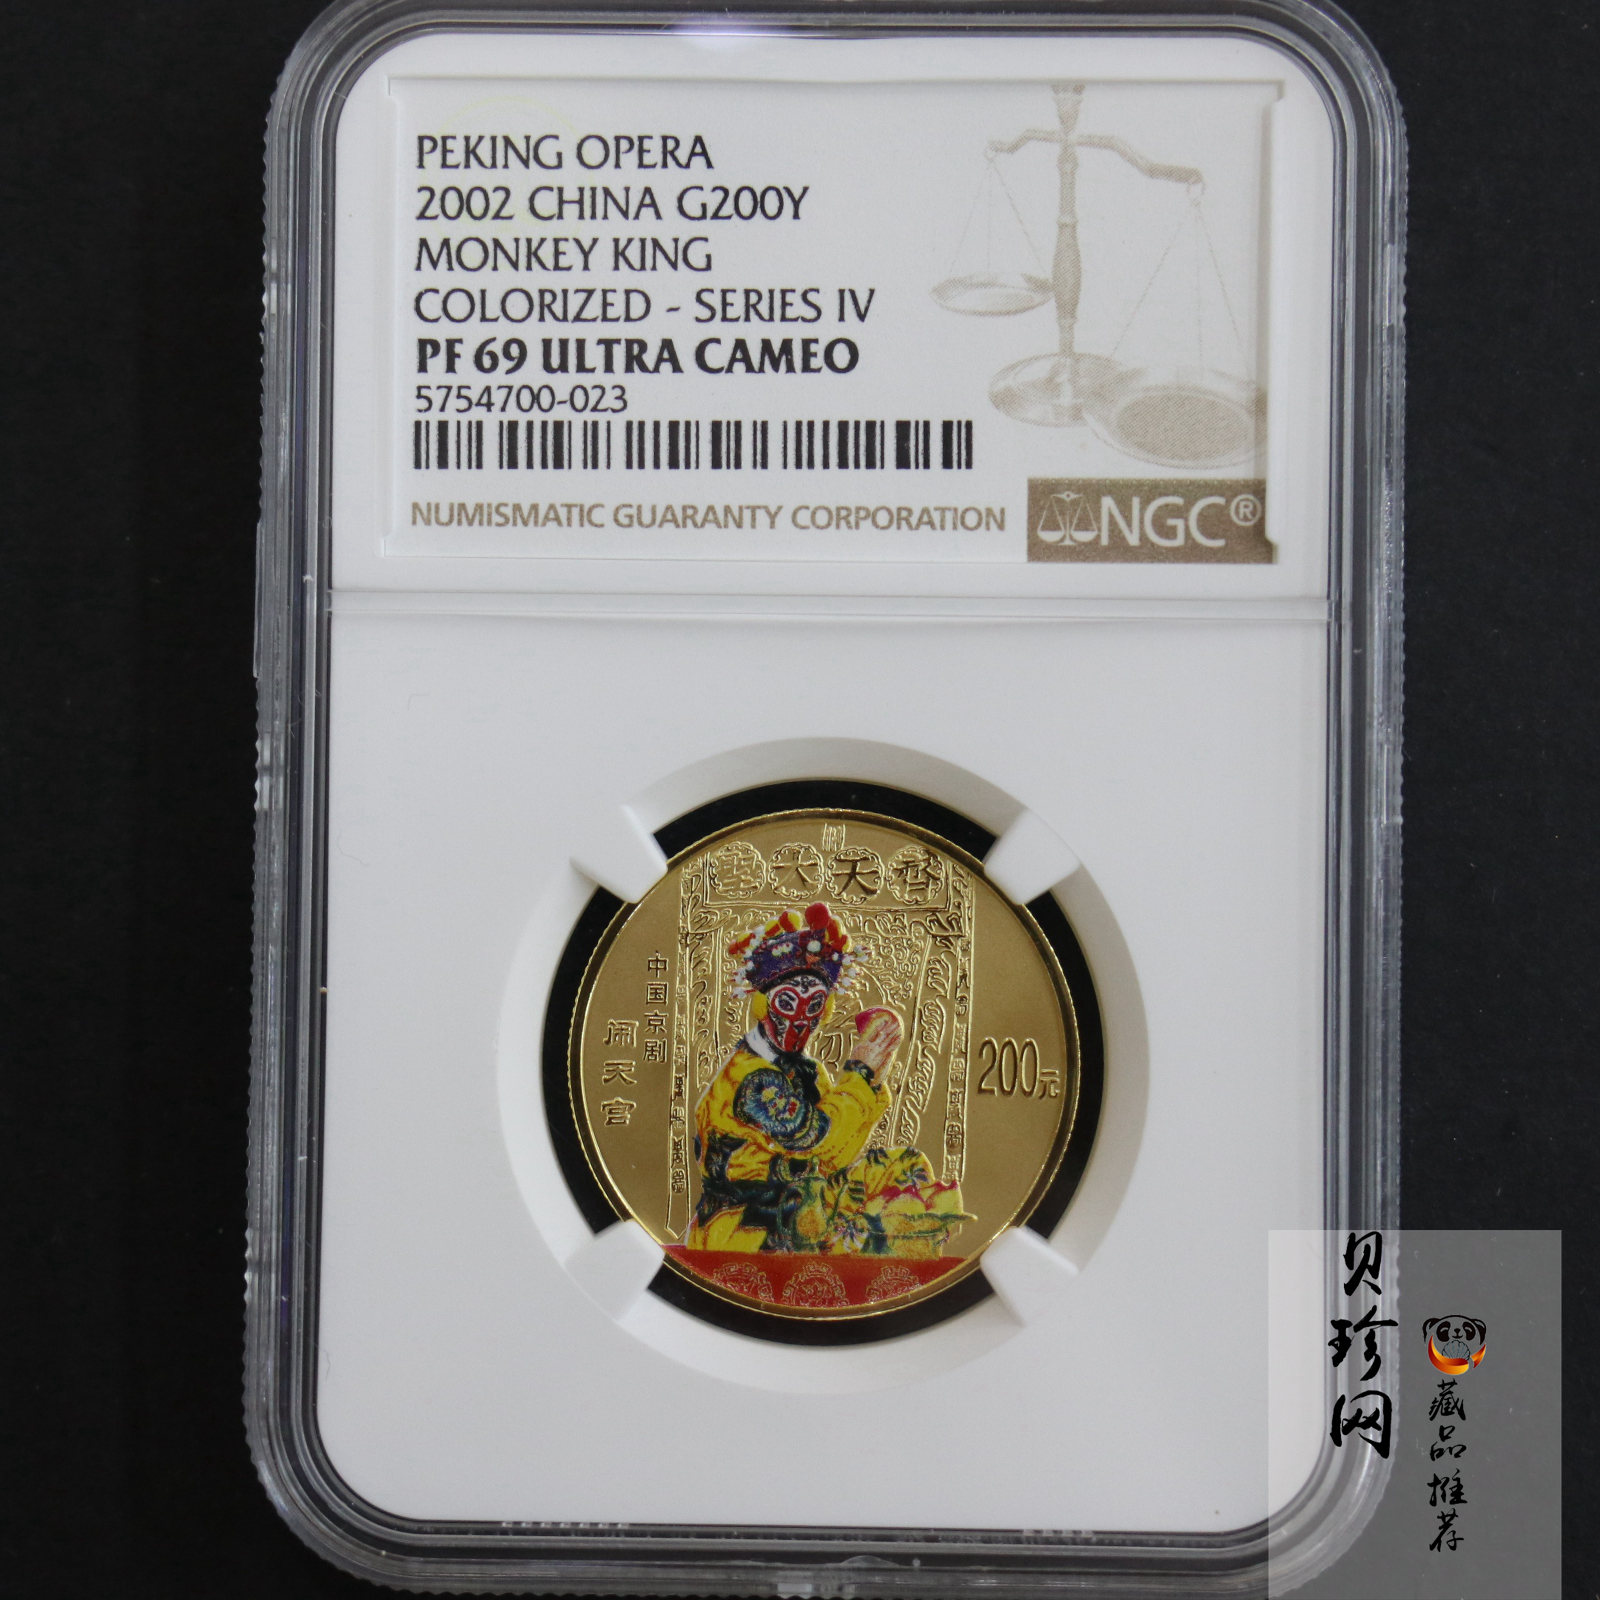 PEKING OPERA
2002 CHINA G200Y
MONKEY KING
COLORIZED - SERIES IV
PF 69 ULTRA CAMEO
5754700-023
NUMISMATIC GUARANTY CORPORATION
NGC®
聖大天齊
中国京剧
闹天宫
200元
贝珍网
藏品推荐